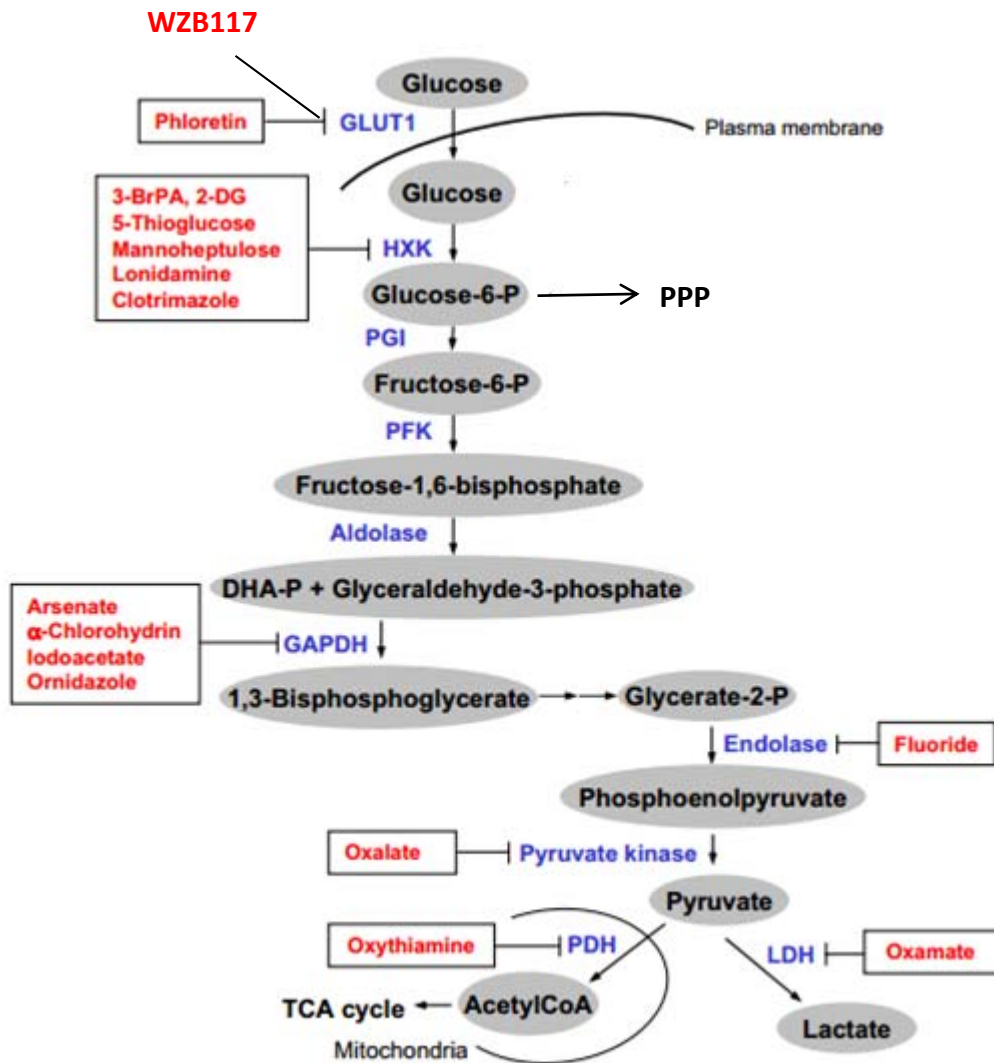 WZB117
Glucose
Phloretin
GLUT1
Plasma membrane
Glucose
3-BrPA, 2-DG
5-Thioglucose
Mannoheptulose
Lonidamine
Clotrimazole
HXK
Glucose-6-P
PPP
PGI
Fructose-6-P
PFK
Fructose-1,6-bisphosphate
Aldolase
DHA-P + Glyceraldehyde-3-phosphate
Arsenate
α-Chlorohydrin
Iodoacetate
Ornidazole
GAPDH
1,3-Bisphosphoglycerate
Glycerate-2-P
Endolase
Fluoride
Phosphoenolpyruvate
Oxalate
Pyruvate kinase
Pyruvate
Oxythiamine
PDH
LDH
Oxamate
TCA cycle
AcetylCoA
Lactate
Mitochondria